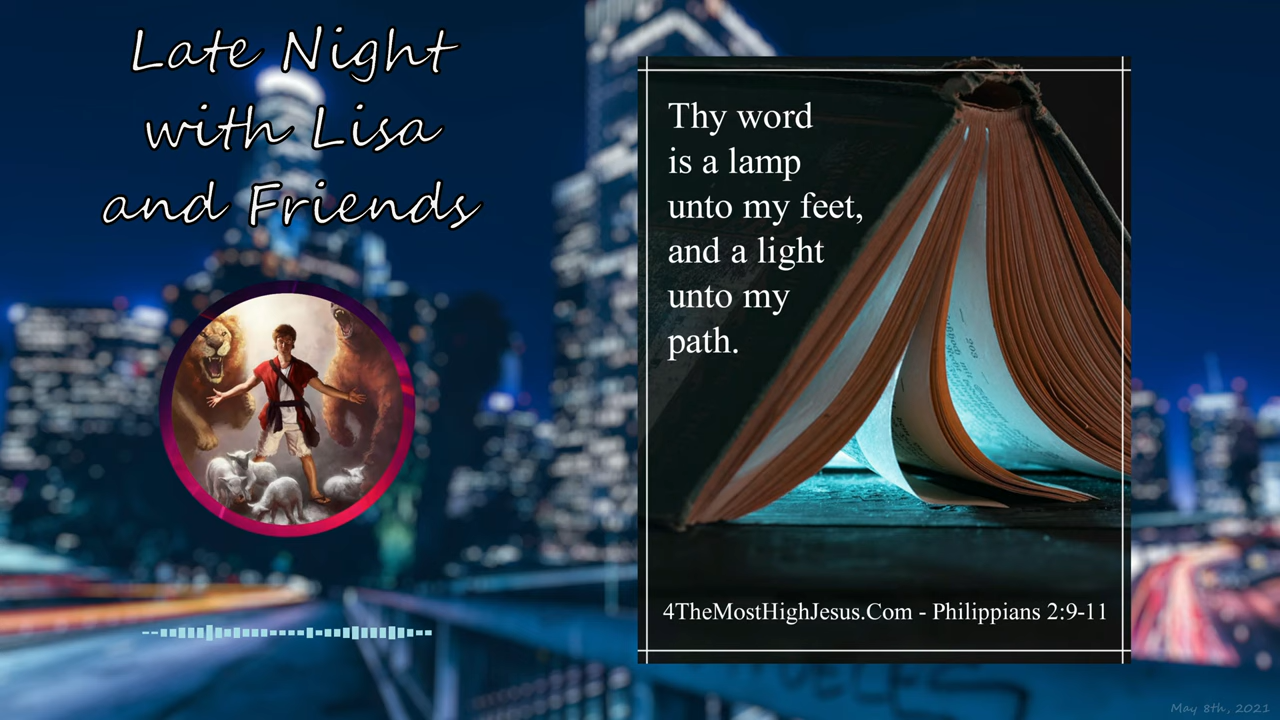 Late Night
with Lisa
and Friends
Thy word
is a lamp
unto my feet,
and a light
unto my
path.
4TheMostHighJesus.Com - Philippians 2:9-11
May 8th, 2021